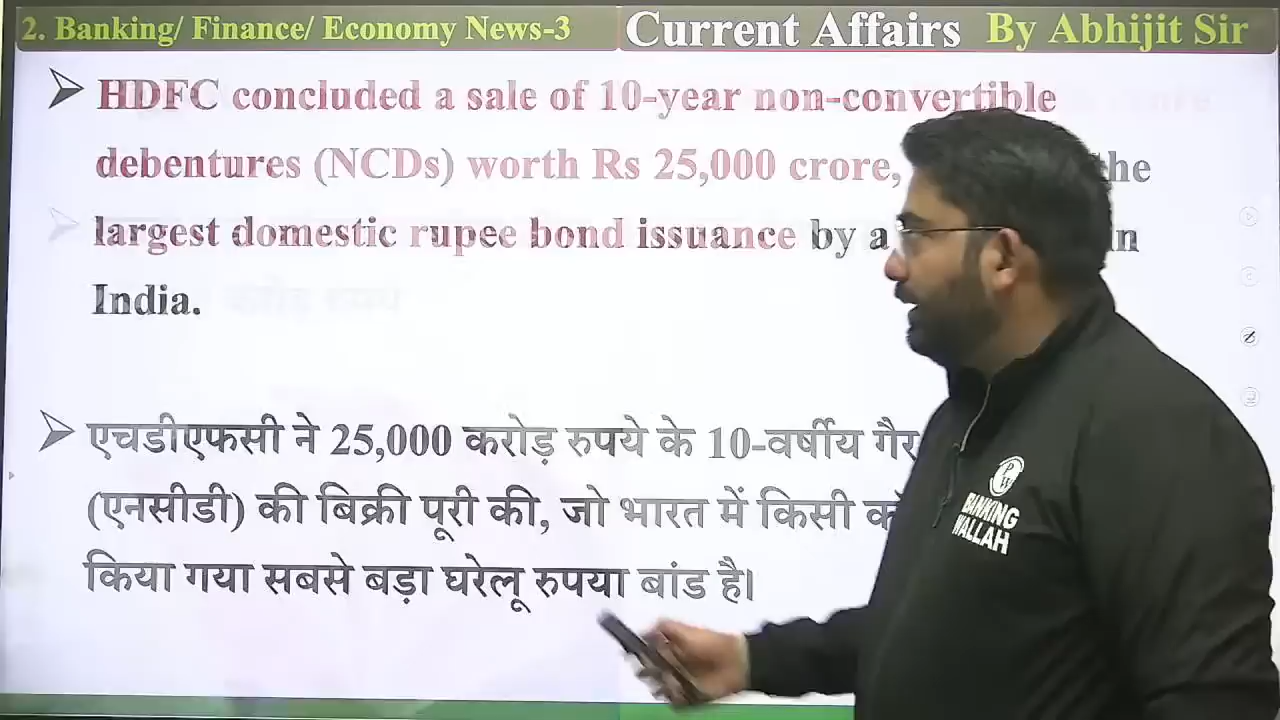 2. Banking/ Finance/ Economy News-3
Current Affairs By Abhijit Sir
HDFC concluded a sale of 10-year non-convertible
debentures (NCDs) worth Rs 25,000 crore, the
largest domestic rupee bond issuance by a in
India.
एचडीएफसी ने 25,000 करोड़ रुपये के 10-वर्षीय गैर
(एनसीडी) की बिक्री पूरी की, जो भारत में किसी
किया गया सबसे बड़ा घरेलू रुपया बांड है।
BANKING
WALLAH